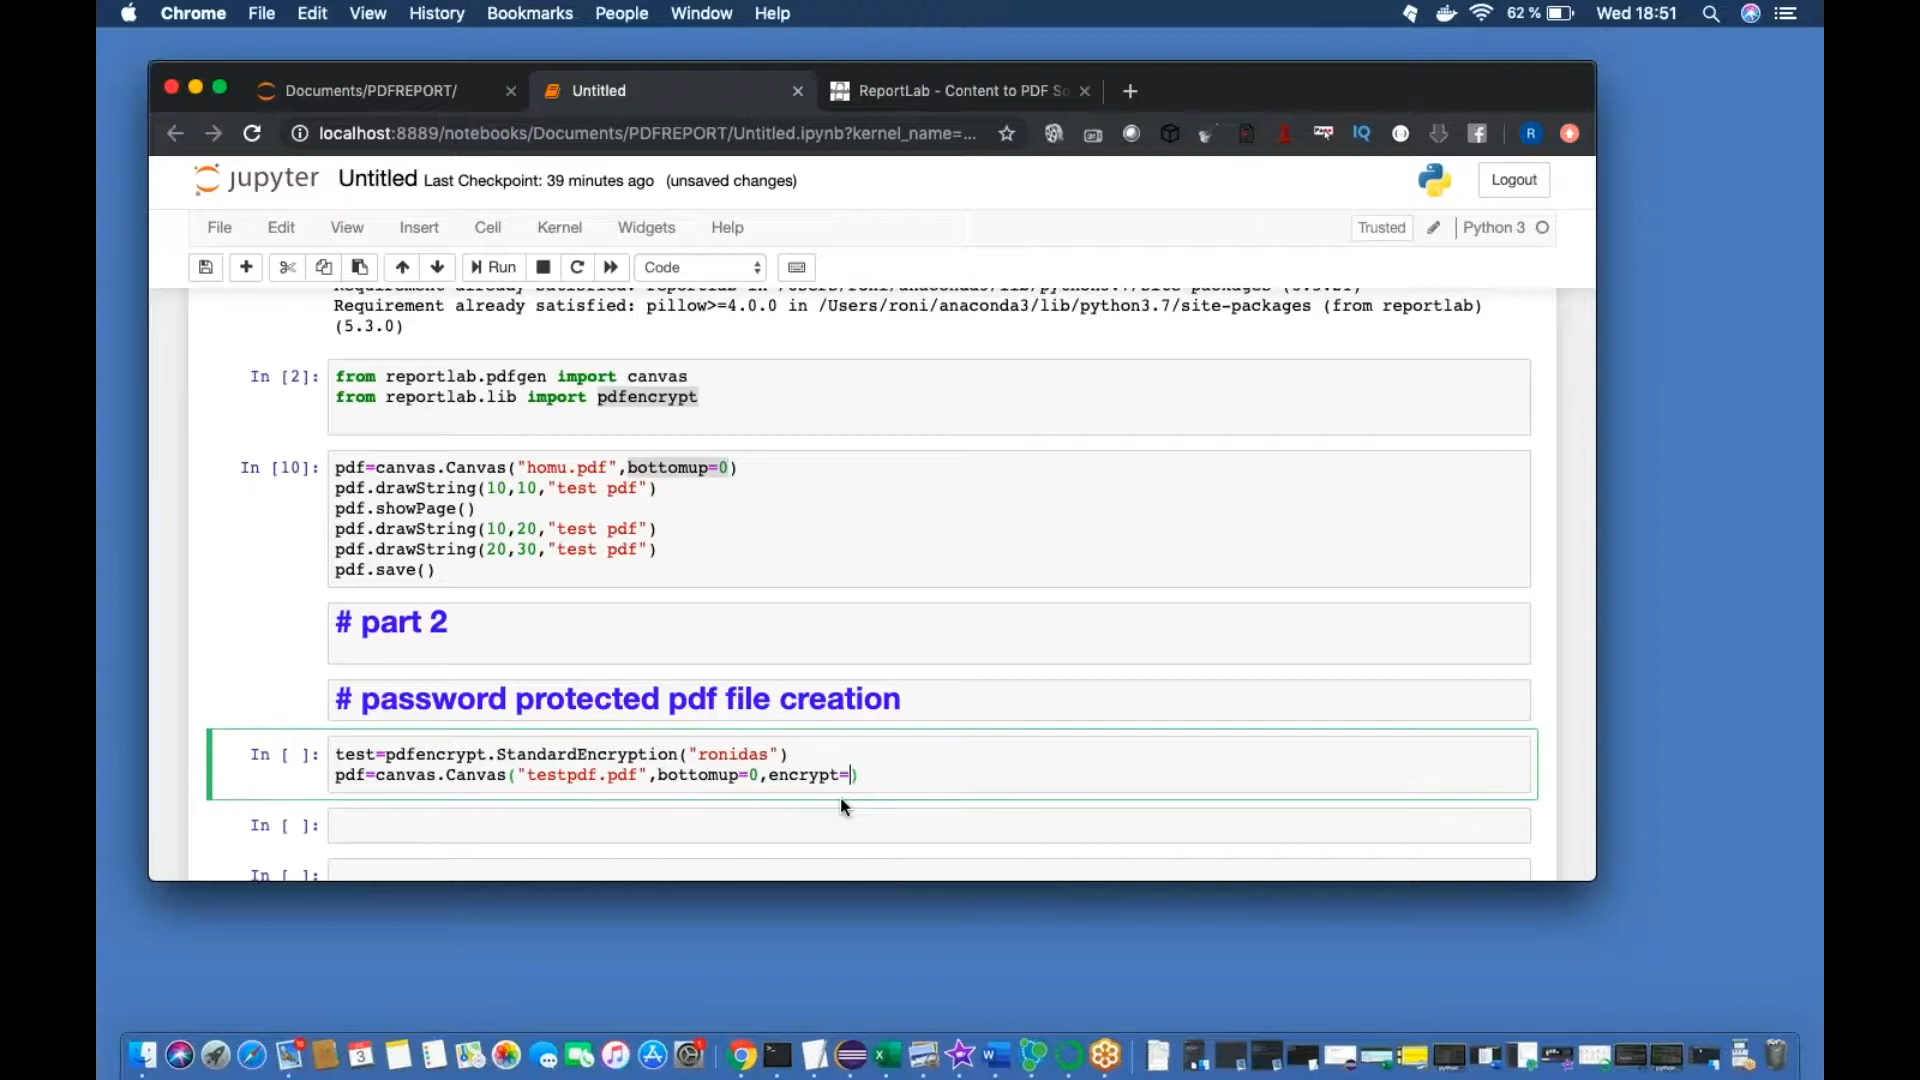 Chrome File Edit View History Bookmarks People Window Help 62 % Wed 18:51
Documents/PDFREPORT/ Untitled ReportLab - Content to PDF So
localhost:8889/notebooks/Documents/PDFREPORT/Untitled.ipynb?kernel_name=... IQ R
jupyter Untitled Last Checkpoint: 39 minutes ago (unsaved changes) Logout
File Edit View Insert Cell Kernel Widgets Help Trusted Python 3
Run Code
Requirement already satisfied: pillow>=4.0.0 in /Users/roni/anaconda3/lib/python3.7/site-packages (from reportlab)
(5.3.0)
In [2]: from reportlab.pdfgen import canvas
from reportlab.lib import pdfencrypt
In [10]: pdf=canvas.Canvas("homu.pdf",bottomup=0)
pdf.drawString(10,10,"test pdf")
pdf.showPage()
pdf.drawString(10,20,"test pdf")
pdf.drawString(20,30,"test pdf")
pdf.save()
# part 2
# password protected pdf file creation
In [ ]: test=pdfencrypt.StandardEncryption("ronidas")
pdf=canvas.Canvas("testpdf.pdf",bottomup=0,encrypt=)
In [ ]:
In [ ]: